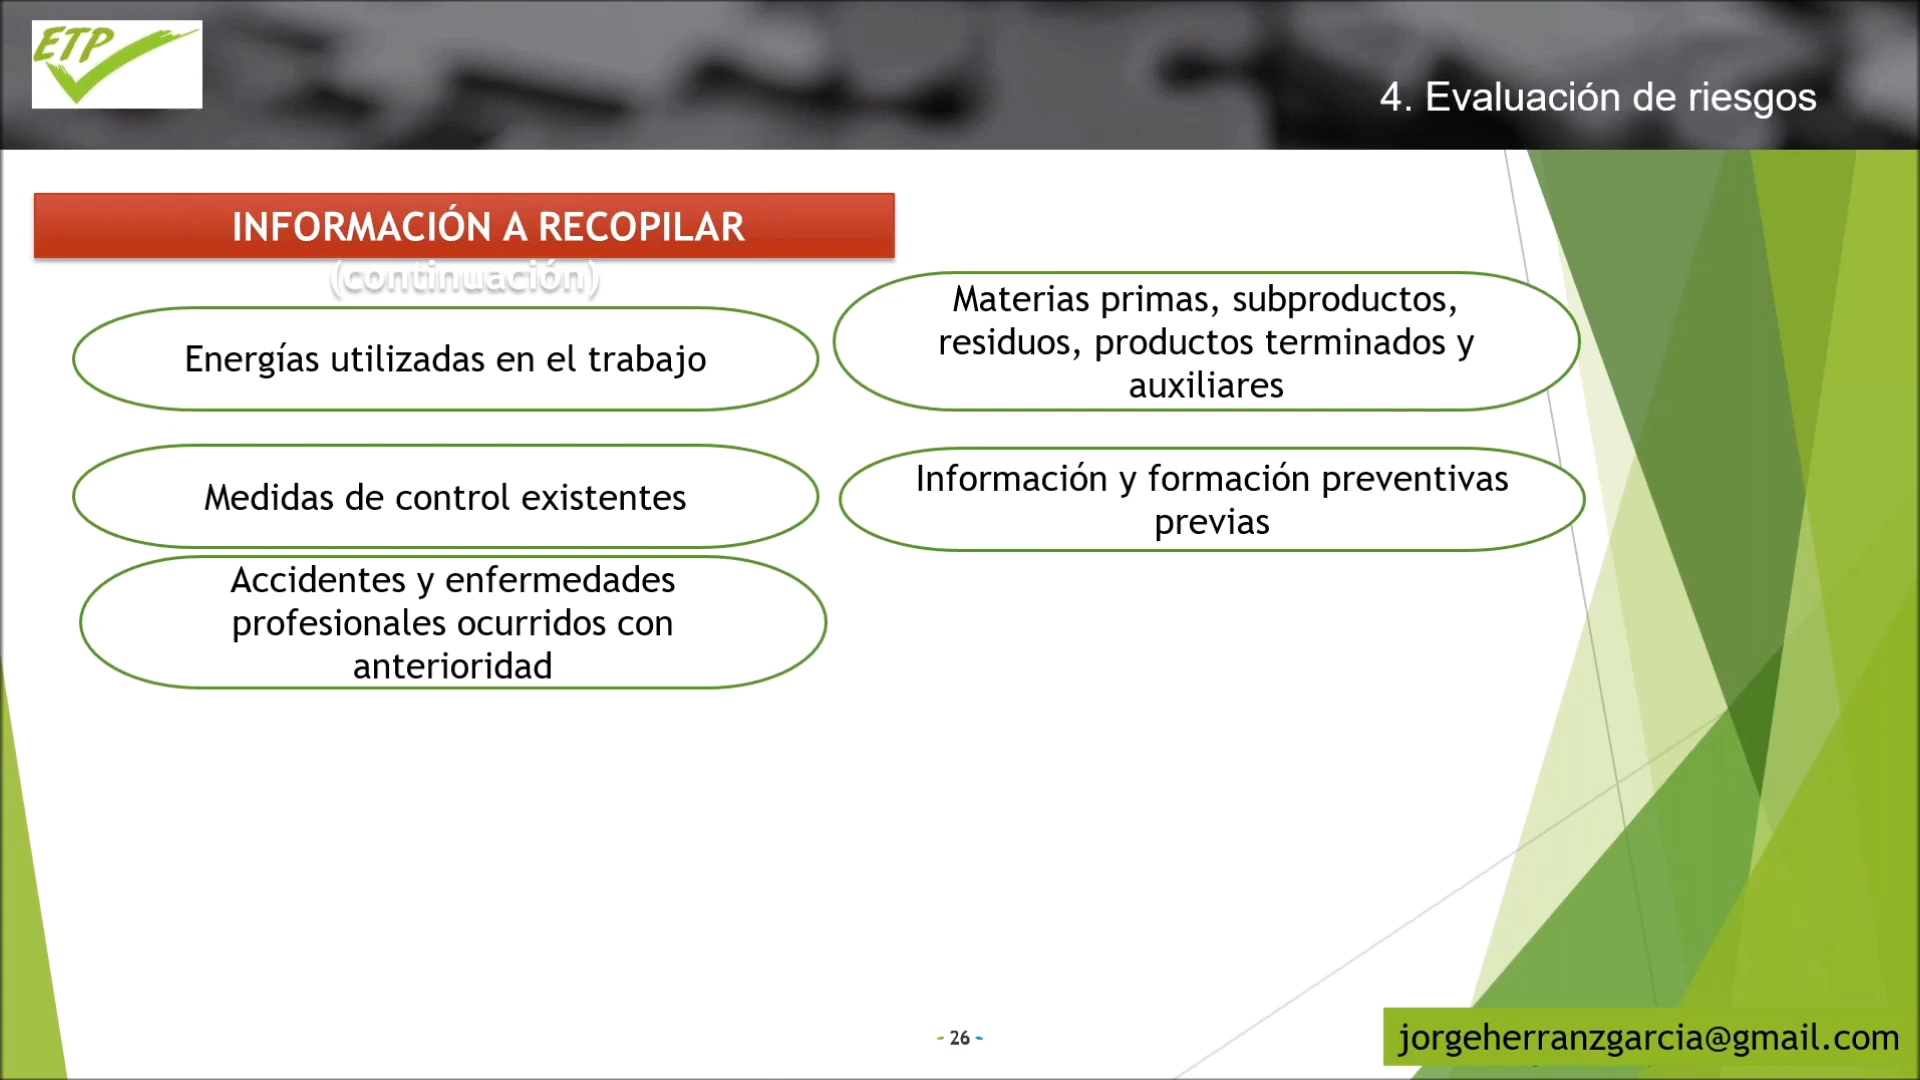 ETP
4. Evaluación de riesgos
INFORMACIÓN A RECOPILAR
(continuación)
Energías utilizadas en el trabajo
Materias primas, subproductos,
residuos, productos terminados y
auxiliares
Medidas de control existentes
Información y formación preventivas
previas
Accidentes y enfermedades
profesionales ocurridos con
anterioridad
- 26 -
jorgeherranzgarcia@gmail.com